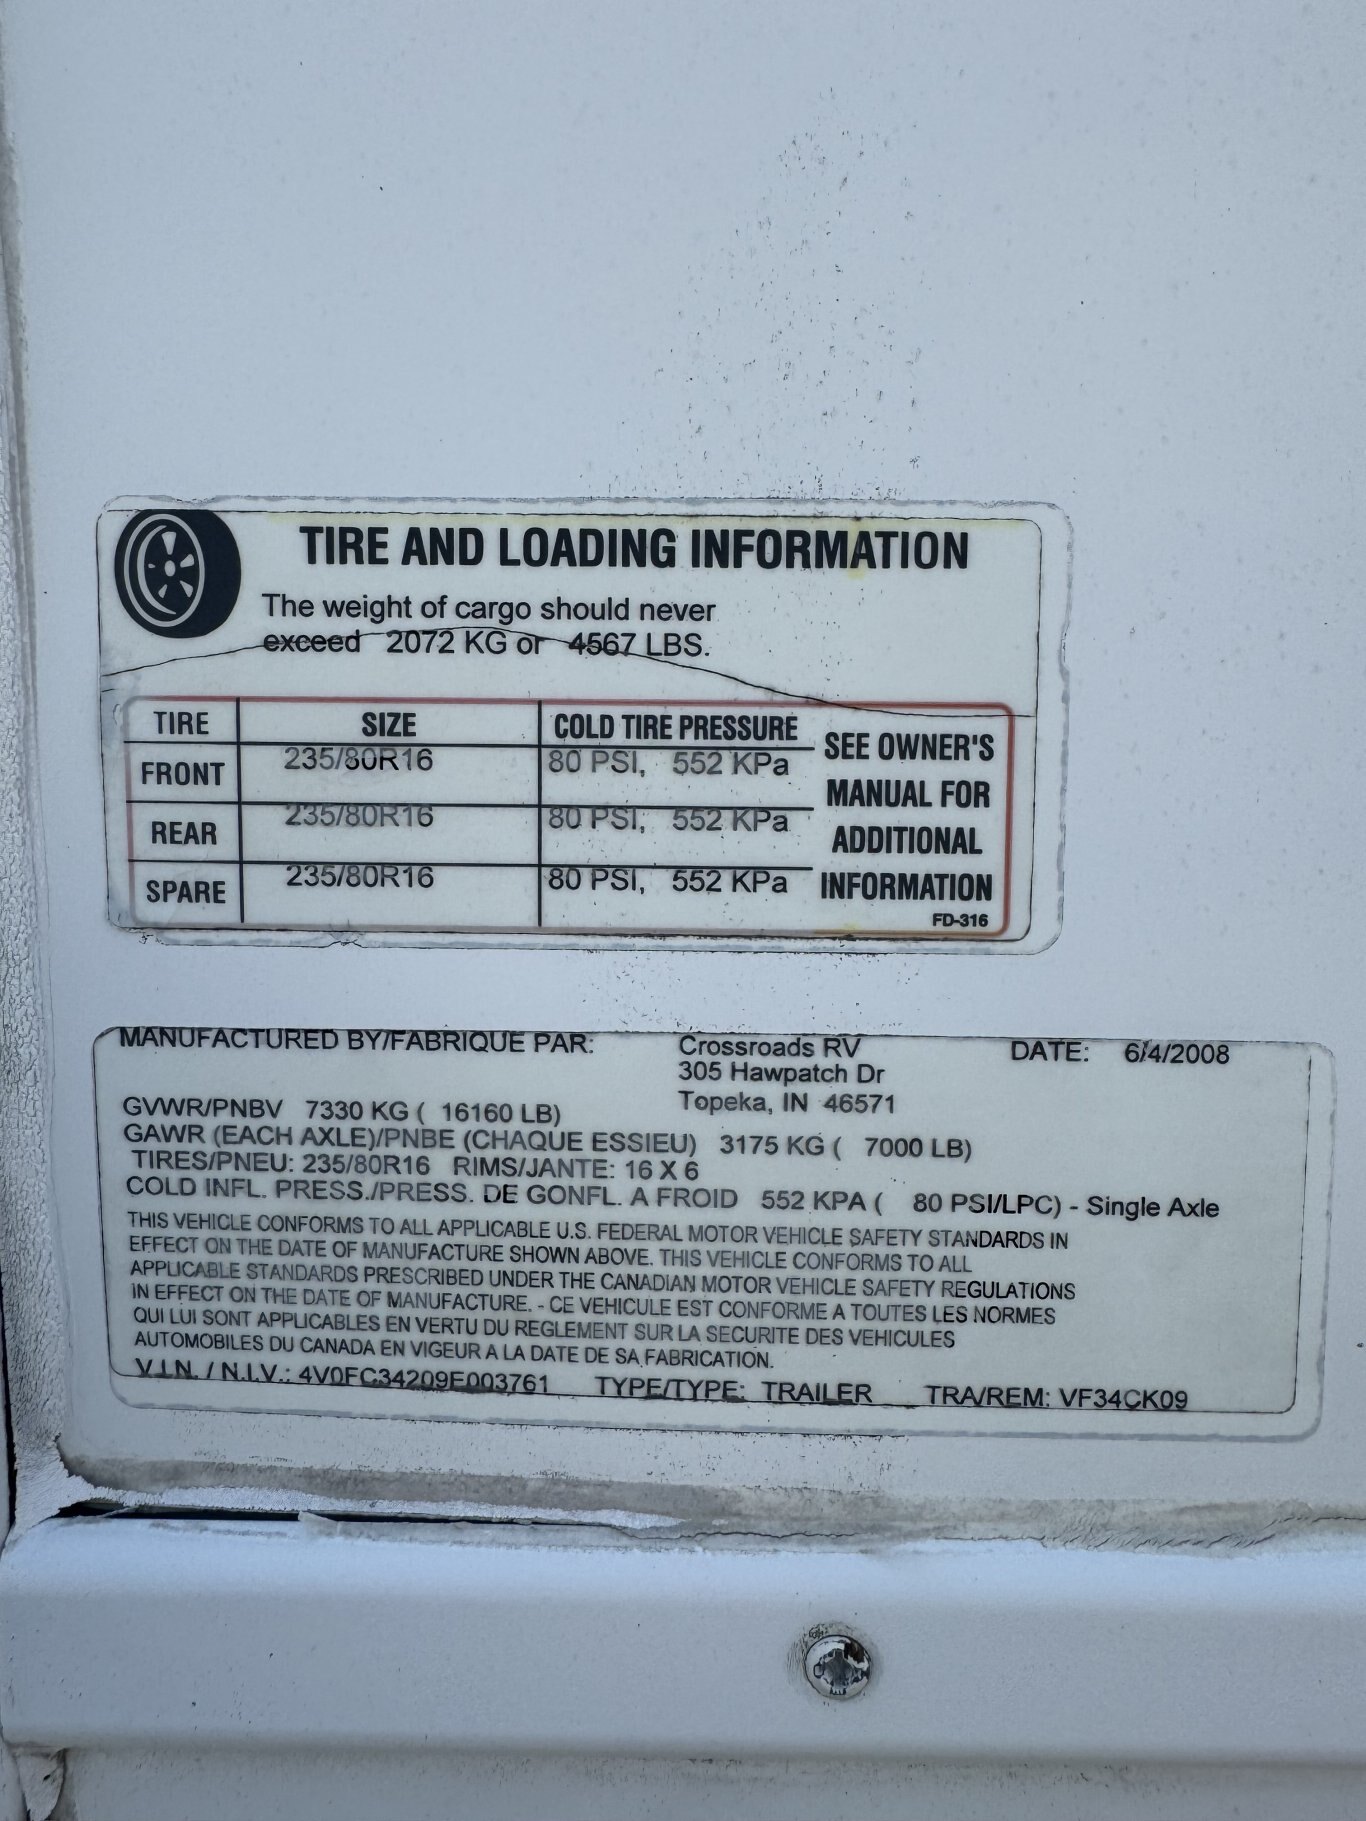 TIRE AND LOADING INFORMATION
The weight of cargo should never
exceed 2072 KG or 4567 LBS.
TIRE SIZE COLD TIRE PRESSURE
FRONT 235/80R16 80 PSI, 552 KPa
REAR 235/80R16 80 PSI, 552 KPa
SPARE 235/80R16 80 PSI, 552 KPa
SEE OWNER'S
MANUAL FOR
ADDITIONAL
INFORMATION
FD-316
MANUFACTURED BY/FABRIQUE PAR: Crossroads RV DATE: 6/4/2008
305 Hawpatch Dr
Topeka, IN 46571
GVWR/PNBV 7330 KG ( 16160 LB)
GAWR (EACH AXLE)/PNBE (CHAQUE ESSIEU) 3175 KG ( 7000 LB)
TIRES/PNEU: 235/80R16 RIMS/JANTE: 16 X 6
COLD INFL. PRESS./PRESS. DE GONFL. A FROID 552 KPA ( 80 PSI/LPC) - Single Axle
THIS VEHICLE CONFORMS TO ALL APPLICABLE U.S. FEDERAL MOTOR VEHICLE SAFETY STANDARDS IN
EFFECT ON THE DATE OF MANUFACTURE SHOWN ABOVE. THIS VEHICLE CONFORMS TO ALL
APPLICABLE STANDARDS PRESCRIBED UNDER THE CANADIAN MOTOR VEHICLE SAFETY REGULATIONS
IN EFFECT ON THE DATE OF MANUFACTURE. - CE VEHICULE EST CONFORME A TOUTES LES NORMES
QUI LUI SONT APPLICABLES EN VERTU DU REGLEMENT SUR LA SECURITE DES VEHICULES
AUTOMOBILES DU CANADA EN VIGEUR A LA DATE DE SA FABRICATION.
V.I.N. / N.I.V.: 4V0FC34209E003761 TYPE/TYPE: TRAILER TRA/REM: VF34CK09